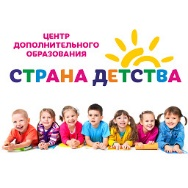 ЦЕНТР
ДОПОЛНИТЕЛЬНОГО
ОБРАЗОВАНИЯ
СТРАНА ДЕТСТВА